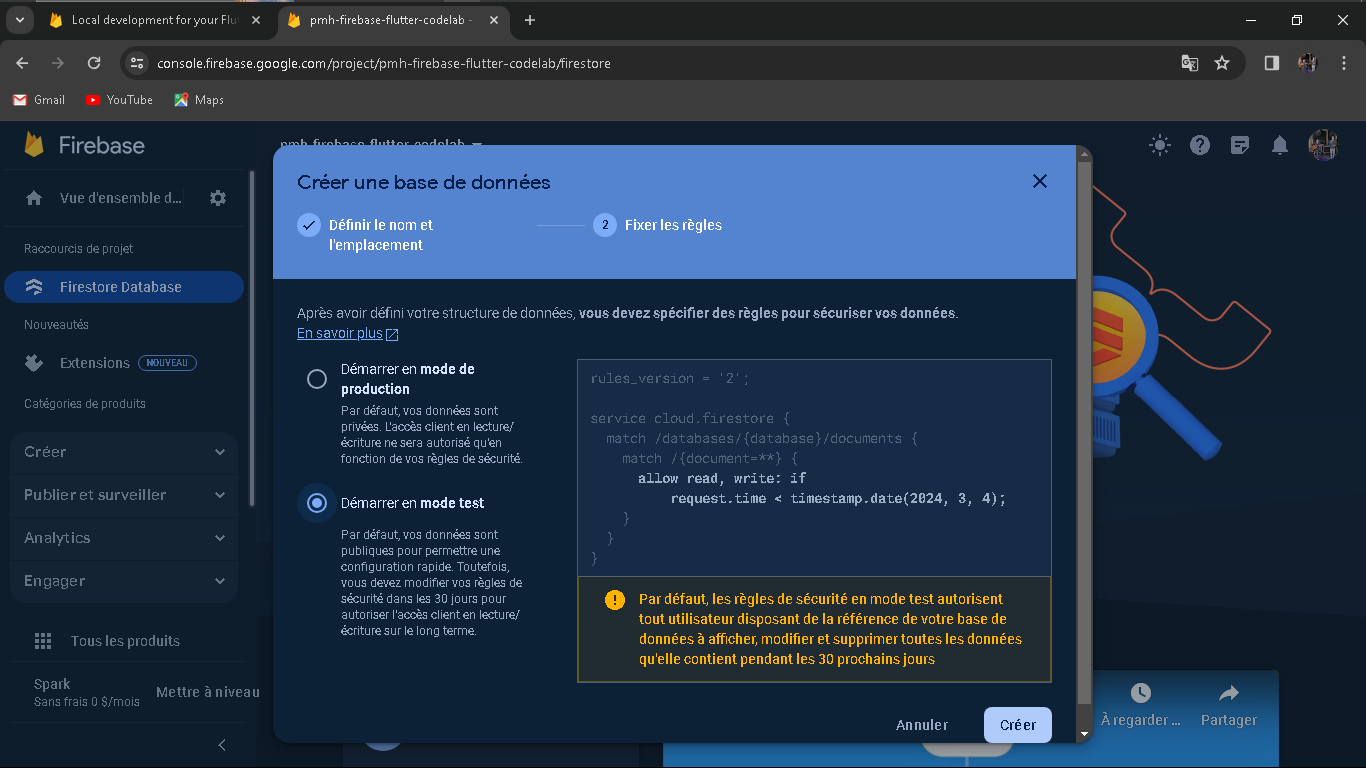 Local development for your Flu
pmh-firebase-flutter-codelab -
console.firebase.google.com/project/pmh-firebase-flutter-codelab/firestore
Gmail
YouTube
Maps
Firebase
pmh-firebase-flutter-codelab
Vue d'ensemble d...
Raccourcis de projet
Firestore Database
Nouveautés
Extensions
NOUVEAU
Catégories de produits
Créer
Publier et surveiller
Analytics
Engager
Tous les produits
Spark
Sans frais 0 $/mois
Mettre à niveau
Créer une base de données
Définir le nom et
l'emplacement
2
Fixer les règles
Après avoir défini votre structure de données, vous devez spécifier des règles pour sécuriser vos données.
En savoir plus
Démarrer en mode de
production
Par défaut, vos données sont
privées. L'accès client en lecture/
écriture ne sera autorisé qu'en
fonction de vos règles de sécurité.
Démarrer en mode test
Par défaut, vos données sont
publiques pour permettre une
configuration rapide. Toutefois,
vous devez modifier vos règles de
sécurité dans les 30 jours pour
autoriser l'accès client en lecture/
écriture sur le long terme.
rules_version = '2';
service cloud.firestore {
match /databases/{database}/documents {
match /{document=**} {
allow read, write: if
request.time < timestamp.date(2024, 3, 4);
}
}
}
Par défaut, les règles de sécurité en mode test autorisent
tout utilisateur disposant de la référence de votre base de
données à afficher, modifier et supprimer toutes les données
qu'elle contient pendant les 30 prochains jours
Annuler
Créer
À regarder ...
Partager